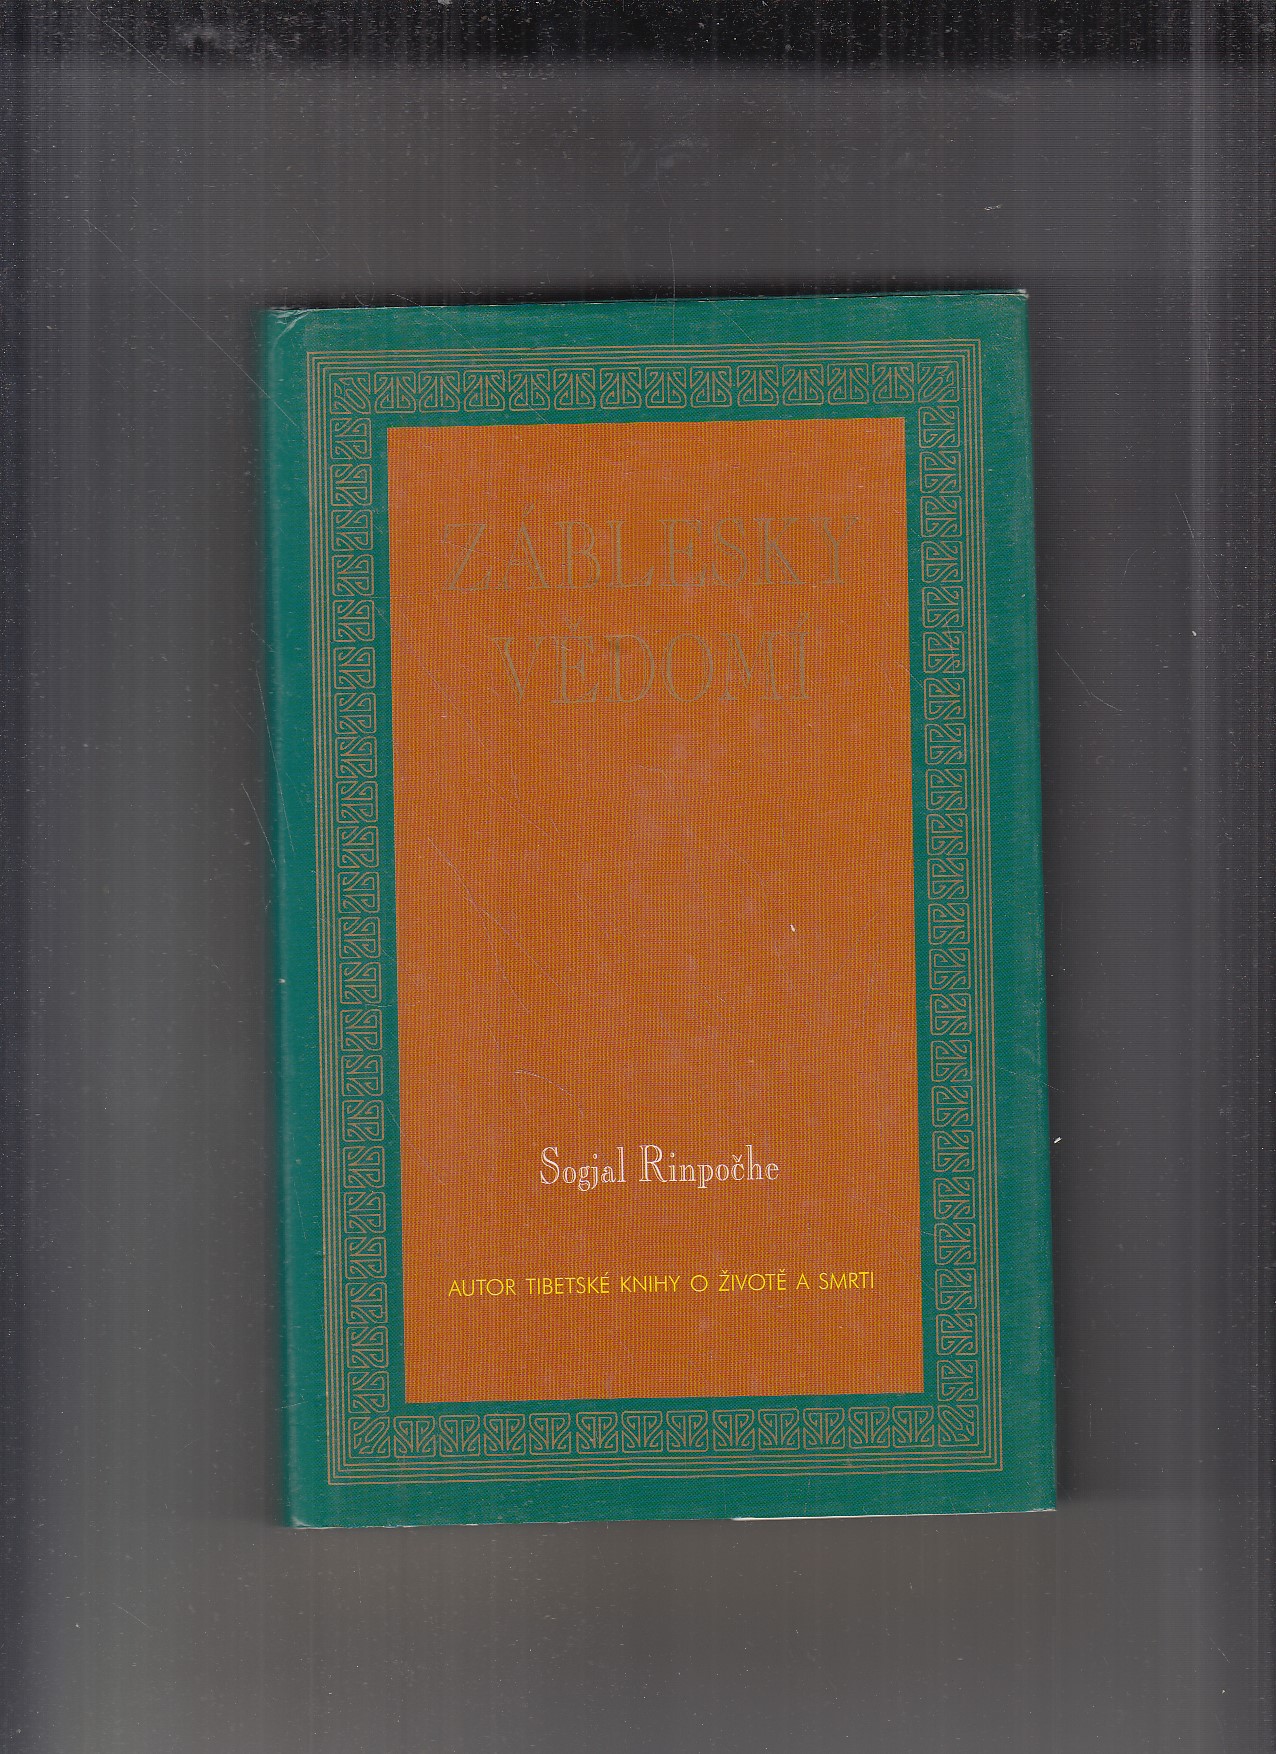 ZÁBLESKY
VĚDOMÍ
Sogjal Rinpočhe
AUTOR TIBETSKÉ KNIHY O ŽIVOTĚ A SMRTI